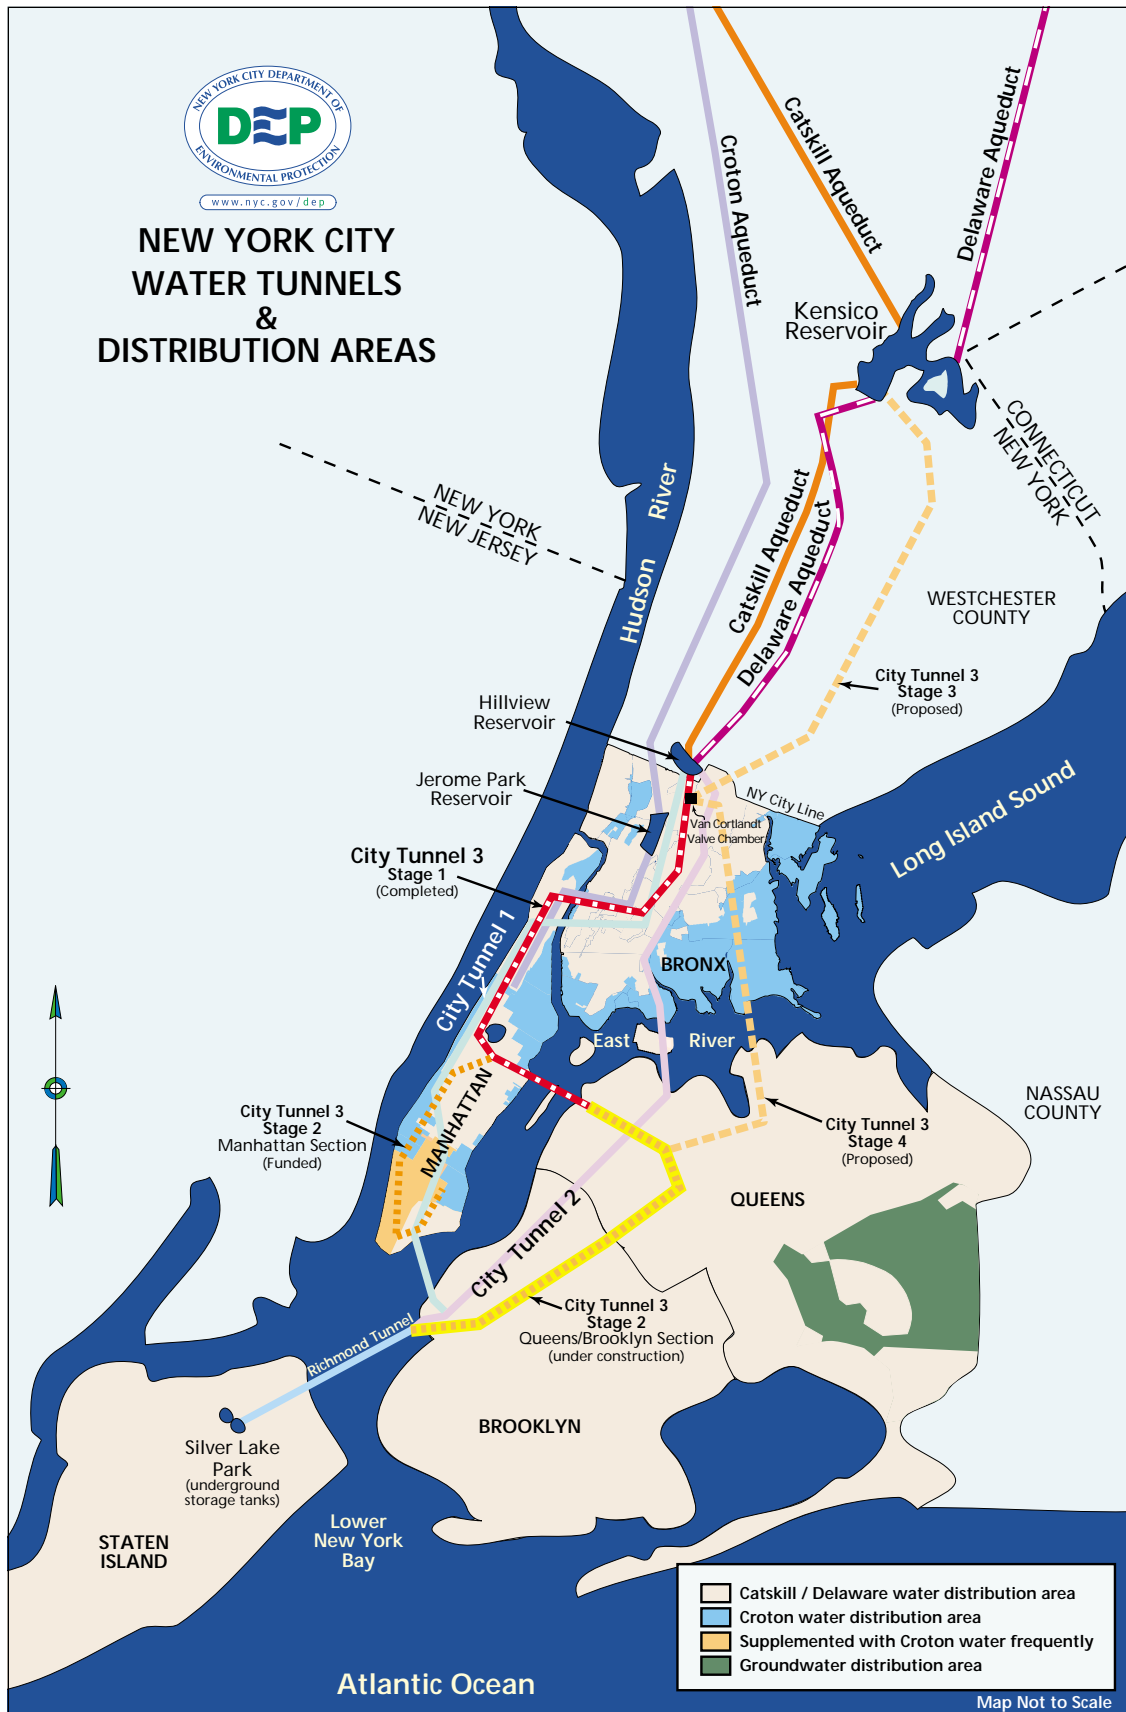 NEW YORK CITY DEPARTMENT OF
DEP
ENVIRONMENTAL PROTECTION
www.nyc.gov/dep
NEW YORK CITY
WATER TUNNELS
&
DISTRIBUTION AREAS
Croton Aqueduct
Catskill Aqueduct
Delaware Aqueduct
Kensico
Reservoir
CONNECTICUT
NEW YORK
NEW YORK
NEW JERSEY
Hudson River
Catskill Aqueduct
Delaware Aqueduct
WESTCHESTER
COUNTY
City Tunnel 3
Stage 3
(Proposed)
Hillview
Reservoir
Jerome Park
Reservoir
NY City Line
Van Cortlandt
Valve Chamber
Long Island Sound
City Tunnel 3
Stage 1
(Completed)
City Tunnel 1
BRONX
East River
MANHATTAN
NASSAU
COUNTY
City Tunnel 3
Stage 2
Manhattan Section
(Funded)
City Tunnel 3
Stage 4
(Proposed)
QUEENS
City Tunnel 2
City Tunnel 3
Stage 2
Queens/Brooklyn Section
(under construction)
Richmond Tunnel
BROOKLYN
Silver Lake
Park
(underground
storage tanks)
STATEN
ISLAND
Lower
New York
Bay
Atlantic Ocean
Catskill / Delaware water distribution area
Croton water distribution area
Supplemented with Croton water frequently
Groundwater distribution area
Map Not to Scale